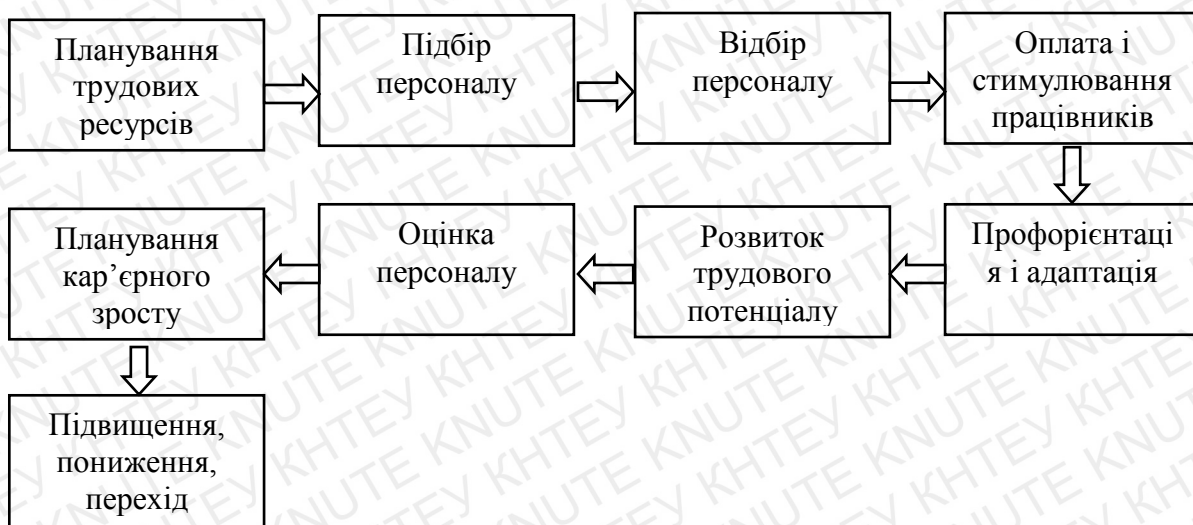 Планування
трудових
ресурсів
Підбір
персоналу
Відбір
персоналу
Оплата і
стимулювання
працівників
Профорієнтаці
я і адаптація
Розвиток
трудового
потенціалу
Оцінка
персоналу
Планування
кар’єрного
зросту
Підвищення,
пониження,
перехід